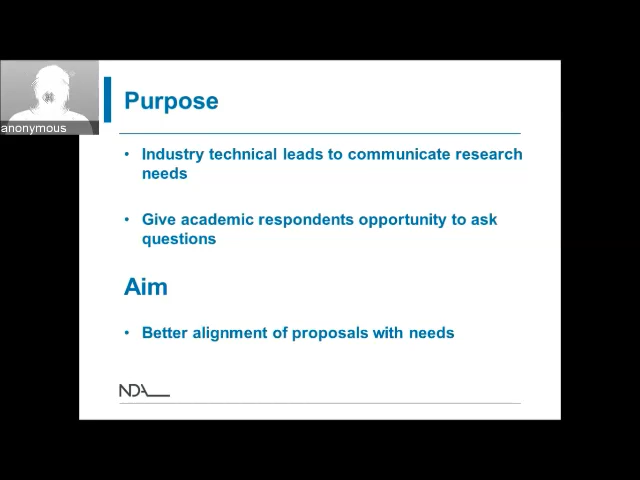 anonymous
Purpose
• Industry technical leads to communicate research
needs
• Give academic respondents opportunity to ask
questions
Aim
• Better alignment of proposals with needs
NDA